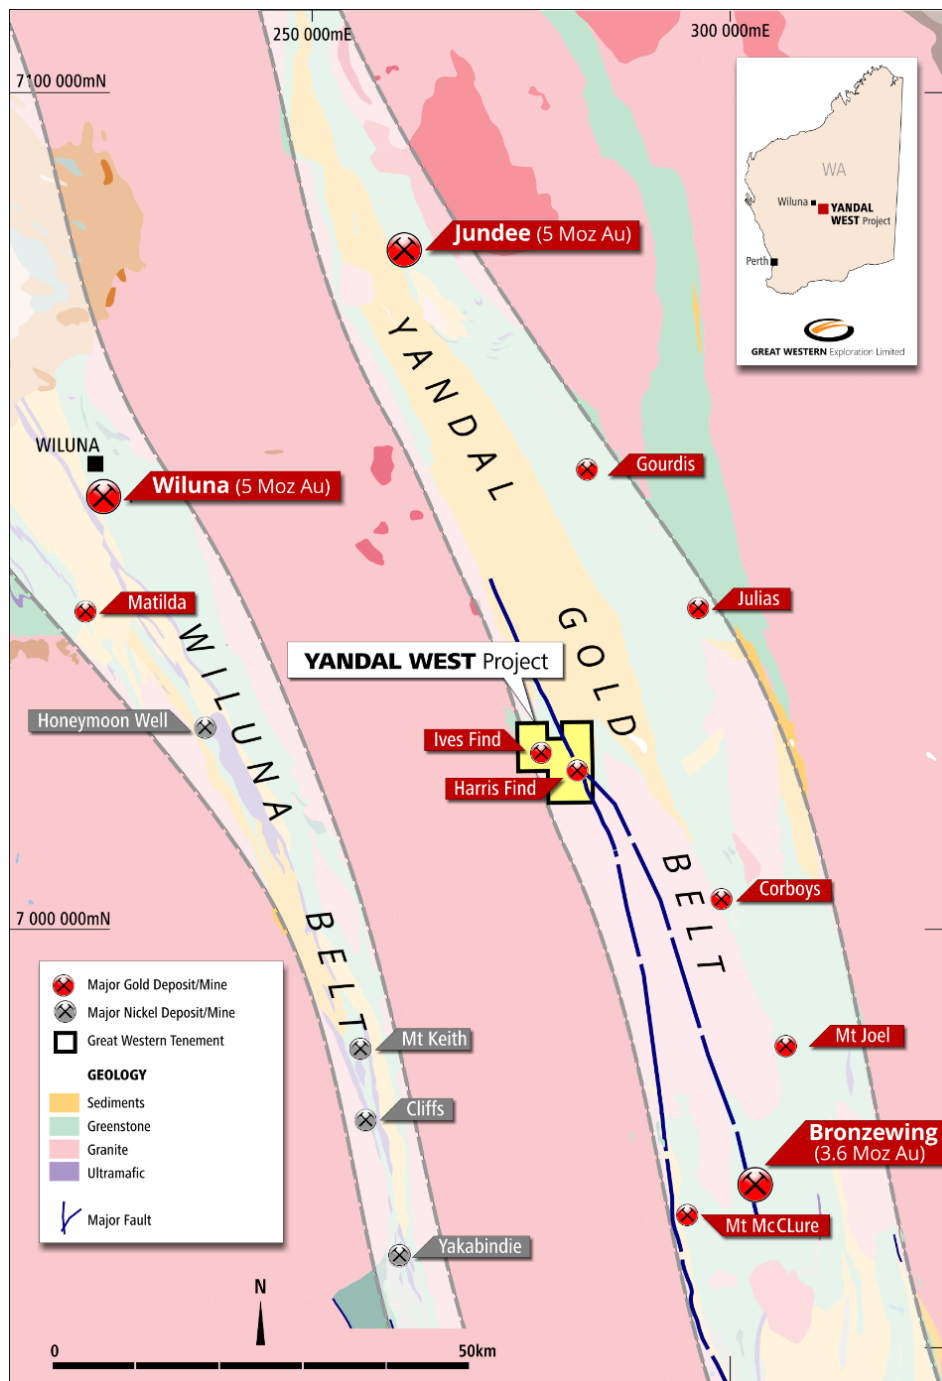 250 000mE
300 000mE
7100 000mN
WA
Wiluna
YANDAL
WEST Project
Perth
GREAT WESTERN Exploration Limited
Jundee (5 Moz Au)
YANDAL GOLD BELT
WILUNA
Wiluna (5 Moz Au)
Gourdis
Matilda
Julias
WILUNA BELT
YANDAL WEST Project
Honeymoon Well
Ives Find
Harris Find
Corboys
7 000 000mN
Major Gold Deposit/Mine
Major Nickel Deposit/Mine
Great Western Tenement
GEOLOGY
Sediments
Greenstone
Granite
Ultramafic
Major Fault
Mt Keith
Mt Joel
Cliffs
Bronzewing
(3.6 Moz Au)
Mt McCLure
Yakabindie
N
0
50km